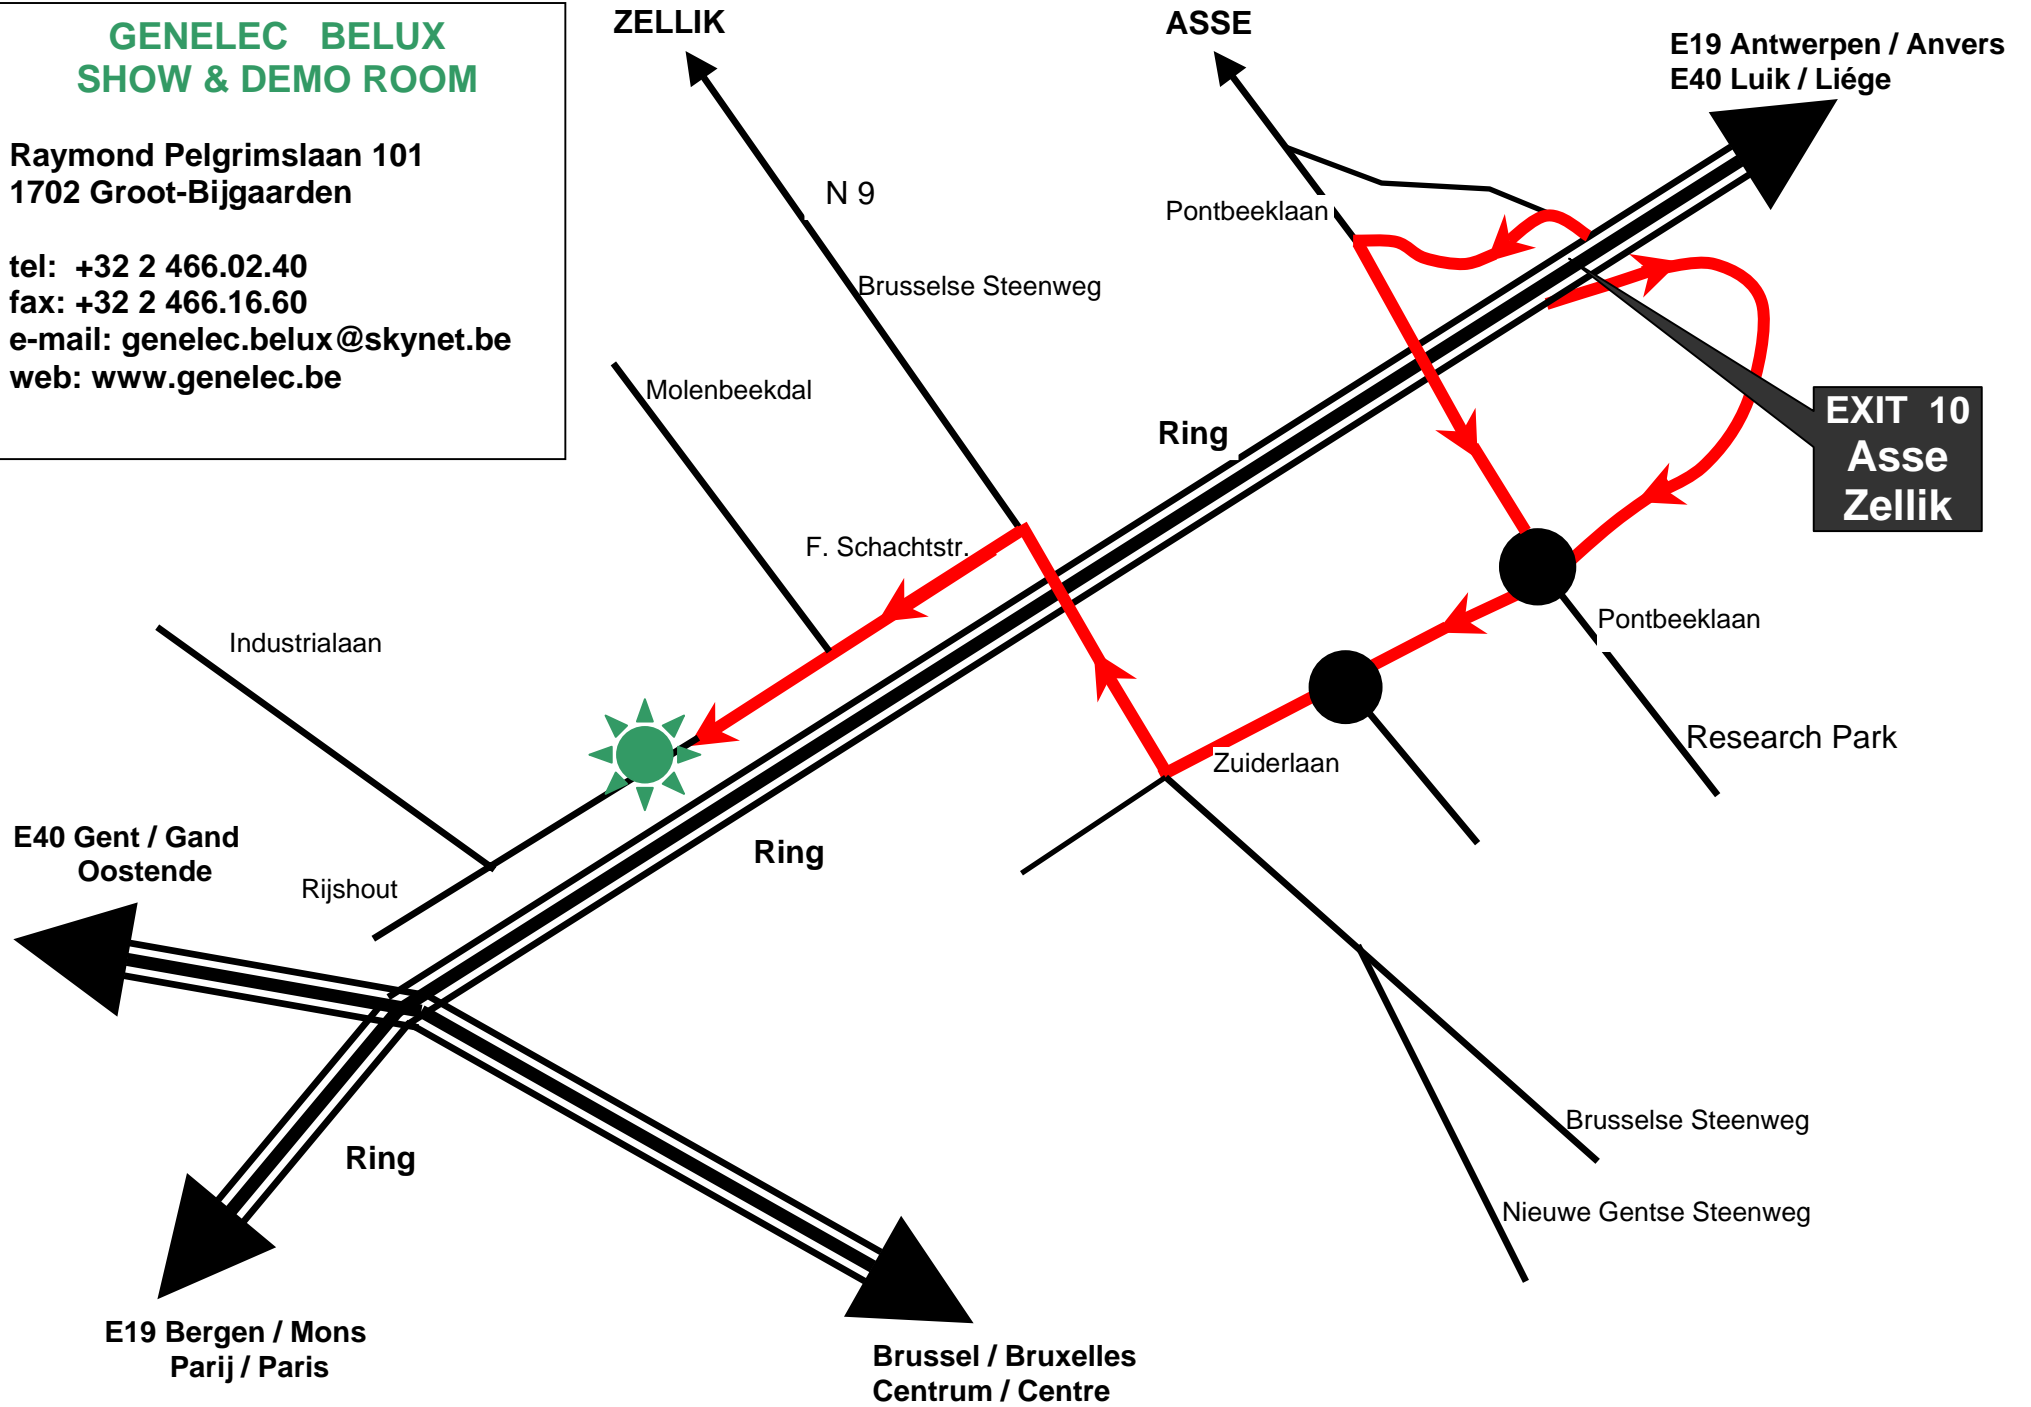 GENELEC BELUX
SHOW & DEMO ROOM
Raymond Pelgrimslaan 101
1702 Groot-Bijgaarden
tel: +32 2 466.02.40
fax: +32 2 466.16.60
e-mail: genelec.belux@skynet.be
web: www.genelec.be
ZELLIK
ASSE
E19 Antwerpen / Anvers
E40 Luik / Liége
N 9
Pontbeeklaan
Brusselse Steenweg
Molenbeekdal
Ring
EXIT 10
Asse
Zellik
F. Schachtstr.
Industrialaan
Pontbeeklaan
Research Park
Zuiderlaan
E40 Gent / Gand
Oostende
Ring
Rijshout
Brusselse Steenweg
Ring
Nieuwe Gentse Steenweg
E19 Bergen / Mons
Parij / Paris
Brussel / Bruxelles
Centrum / Centre